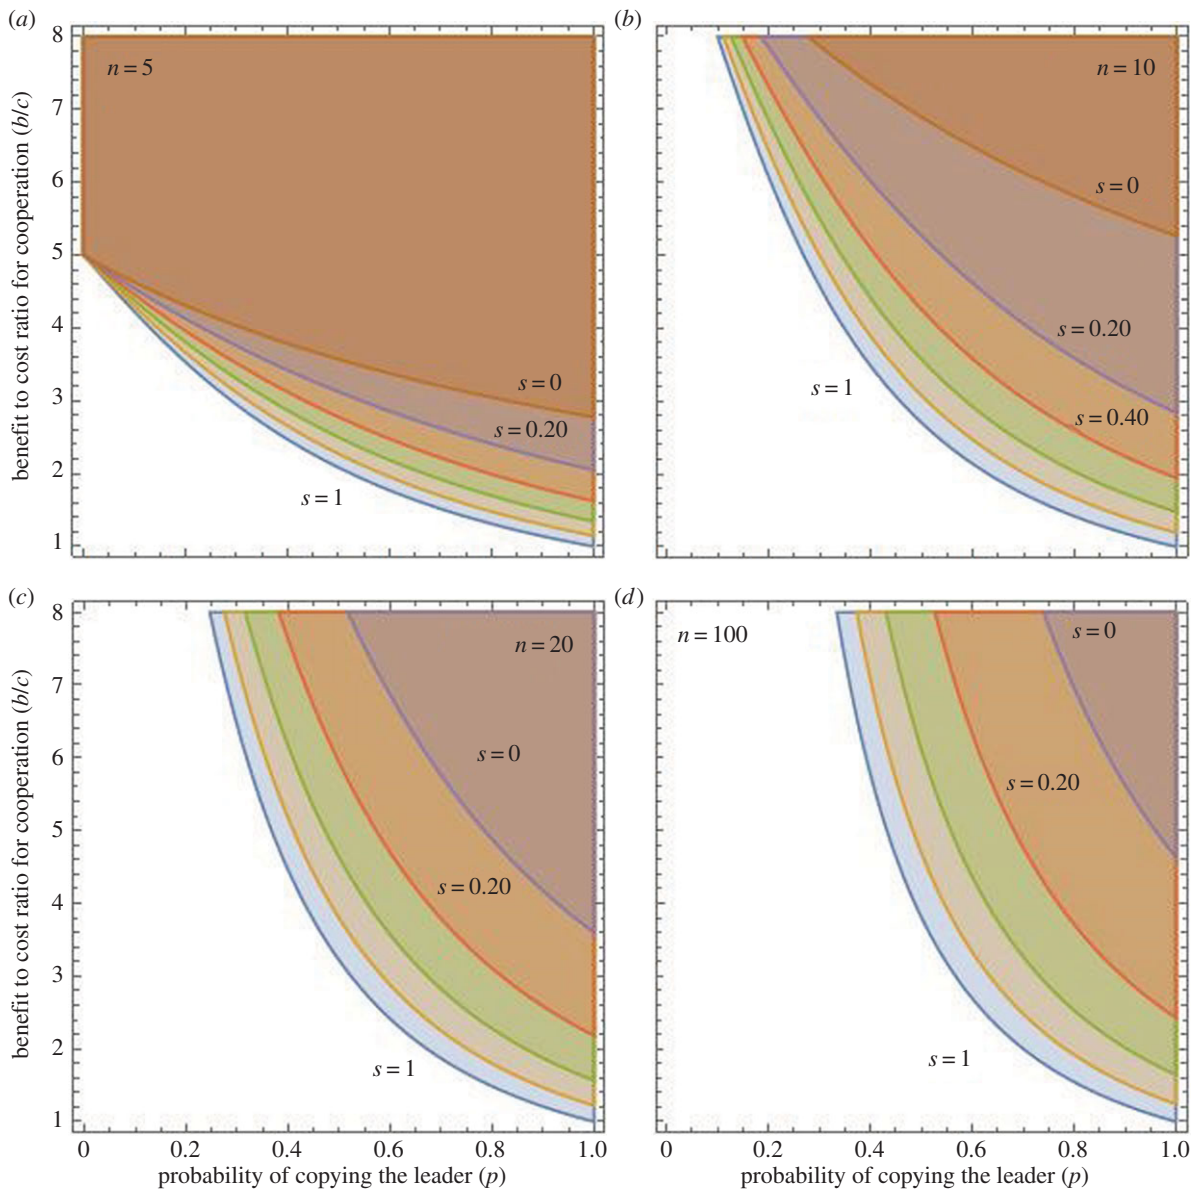 (a)
(b)
8
7
6
5
4
3
2
1
benefit to cost ratio for cooperation (b/c)
n = 5
s = 0
s = 0.20
s = 1
n = 10
s = 0
s = 0.20
s = 0.40
s = 1
(c)
(d)
8
7
6
5
4
3
2
1
benefit to cost ratio for cooperation (b/c)
n = 20
s = 0
s = 0.20
s = 1
n = 100
s = 0
s = 0.20
s = 1
0 0.2 0.4 0.6 0.8 1.0
probability of copying the leader (p)
0 0.2 0.4 0.6 0.8 1.0
probability of copying the leader (p)